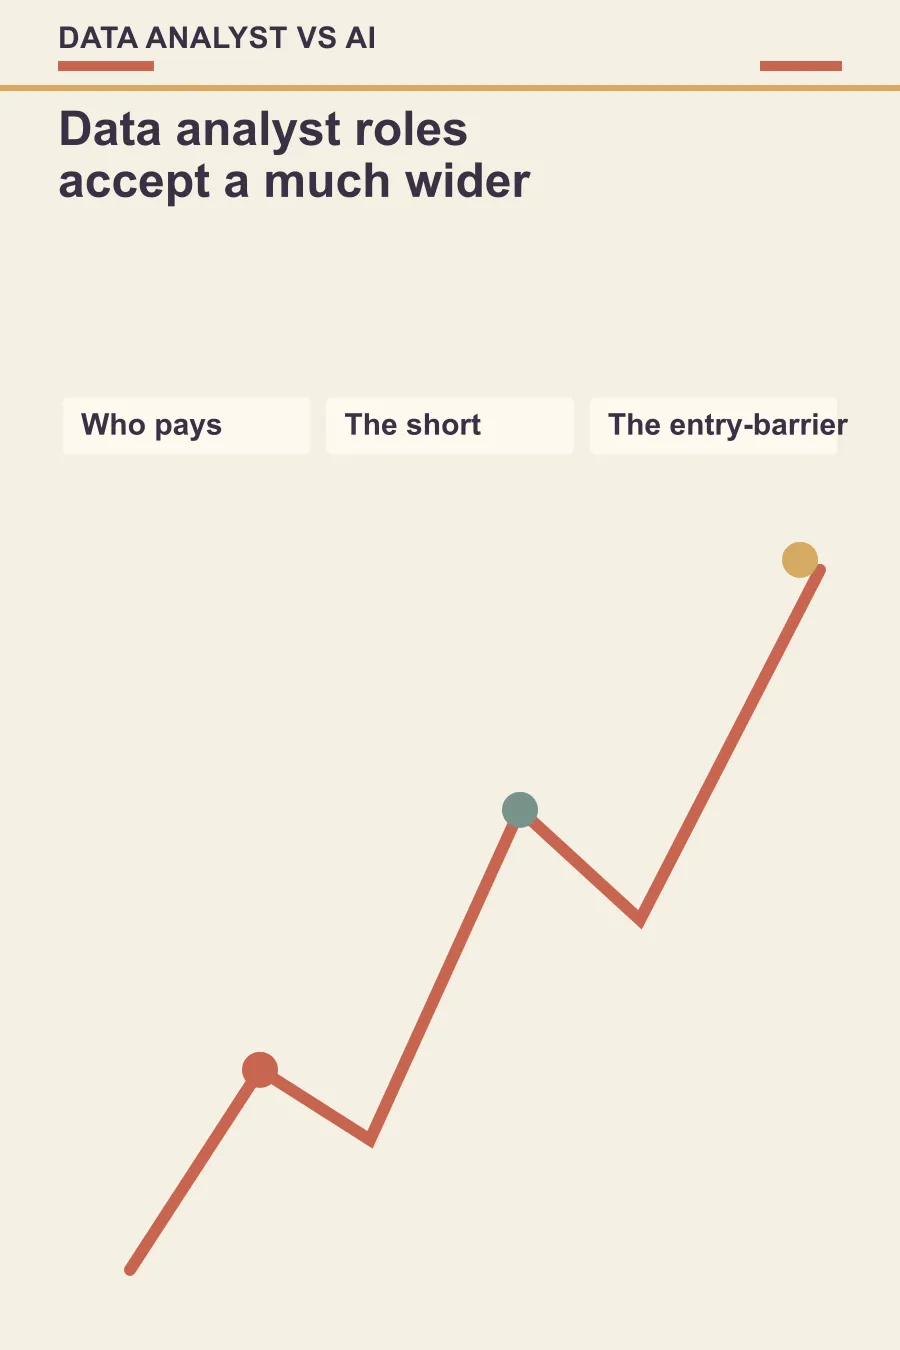 DATA ANALYST VS AI
Data analyst roles
accept a much wider
Who pays
The short
The entry-barrier